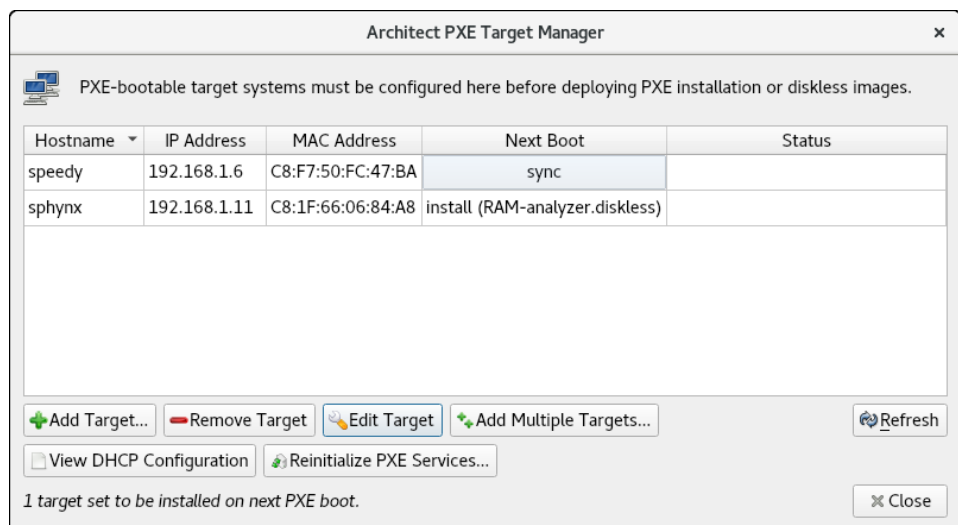 Architect PXE Target Manager
PXE-bootable target systems must be configured here before deploying PXE installation or diskless images.
Hostname IP Address MAC Address Next Boot Status
speedy 192.168.1.6 C8:F7:50:FC:47:BA sync
sphynx 192.168.1.11 C8:1F:66:06:84:A8 install (RAM-analyzer.diskless)
Add Target... Remove Target Edit Target Add Multiple Targets... Refresh
View DHCP Configuration Reinitialize PXE Services...
1 target set to be installed on next PXE boot. Close